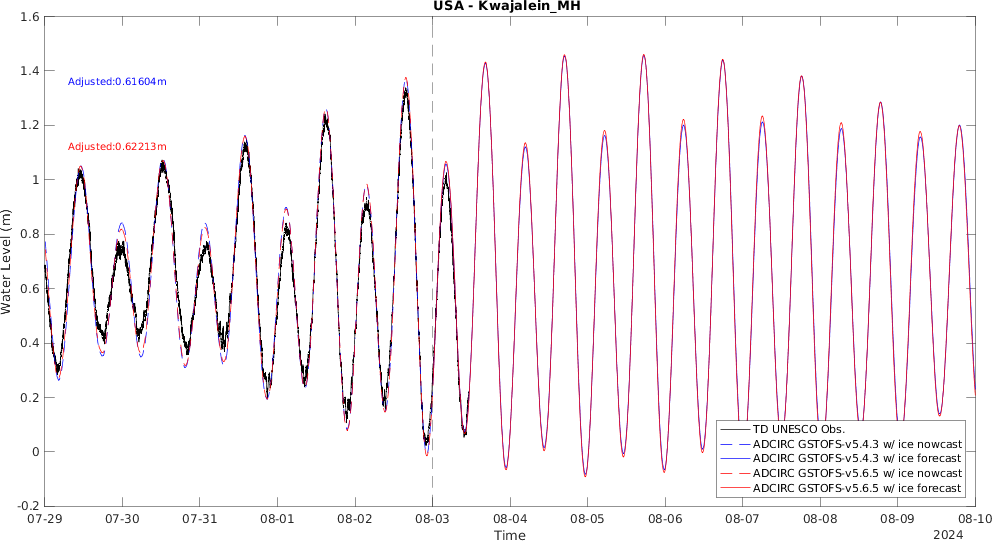 USA - Kwajalein_MH
Adjusted:0.61604m
Adjusted:0.62213m
Water Level (m)
1.6
1.4
1.2
1
0.8
0.6
0.4
0.2
0
-0.2
TD UNESCO Obs.
ADCIRC GSTOFS-v5.4.3 w/ ice nowcast
ADCIRC GSTOFS-v5.4.3 w/ ice forecast
ADCIRC GSTOFS-v5.6.5 w/ ice nowcast
ADCIRC GSTOFS-v5.6.5 w/ ice forecast
07-29 07-30 07-31 08-01 08-02 08-03 08-04 08-05 08-06 08-07 08-08 08-09 08-10
Time
2024